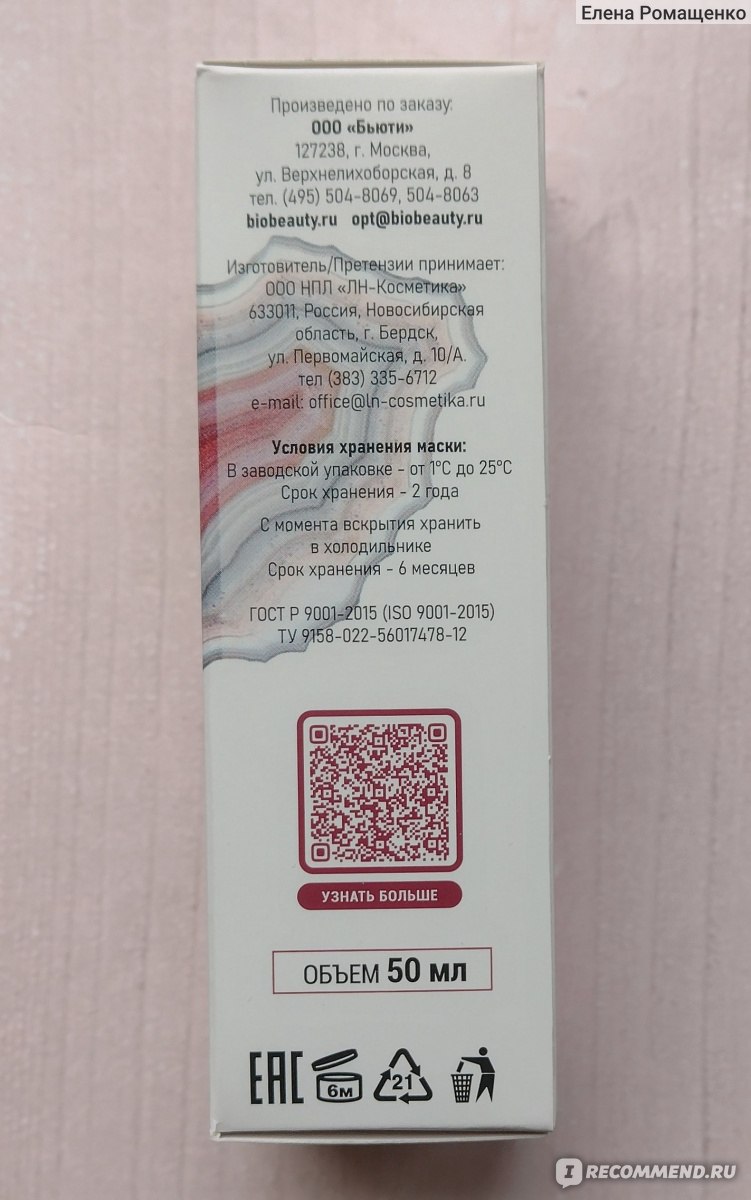 Елена Ромащенко
Произведено по заказу:
ООО «Бьюти»
127238, г. Москва,
ул. Верхнелихоборская, д. 8
тел. (495) 504-8069, 504-8063
biobeauty.ru opt@biobeauty.ru
Изготовитель/Претензии принимает:
ООО НПЛ «ЛН-Косметика»
633011, Россия, Новосибирская
область, г. Бердск,
ул. Первомайская, д. 10/А.
тел (383) 335-6712
e-mail: office@ln-cosmetika.ru
Условия хранения маски:
В заводской упаковке - от 1°С до 25°С
Срок хранения - 2 года
С момента вскрытия хранить
в холодильнике
Срок хранения - 6 месяцев
ГОСТ Р 9001-2015 (ISO 9001-2015)
ТУ 9158-022-56017478-12
УЗНАТЬ БОЛЬШЕ
ОБЪЕМ 50 мл
EAC 6м 21
IRECOMMEND.RU